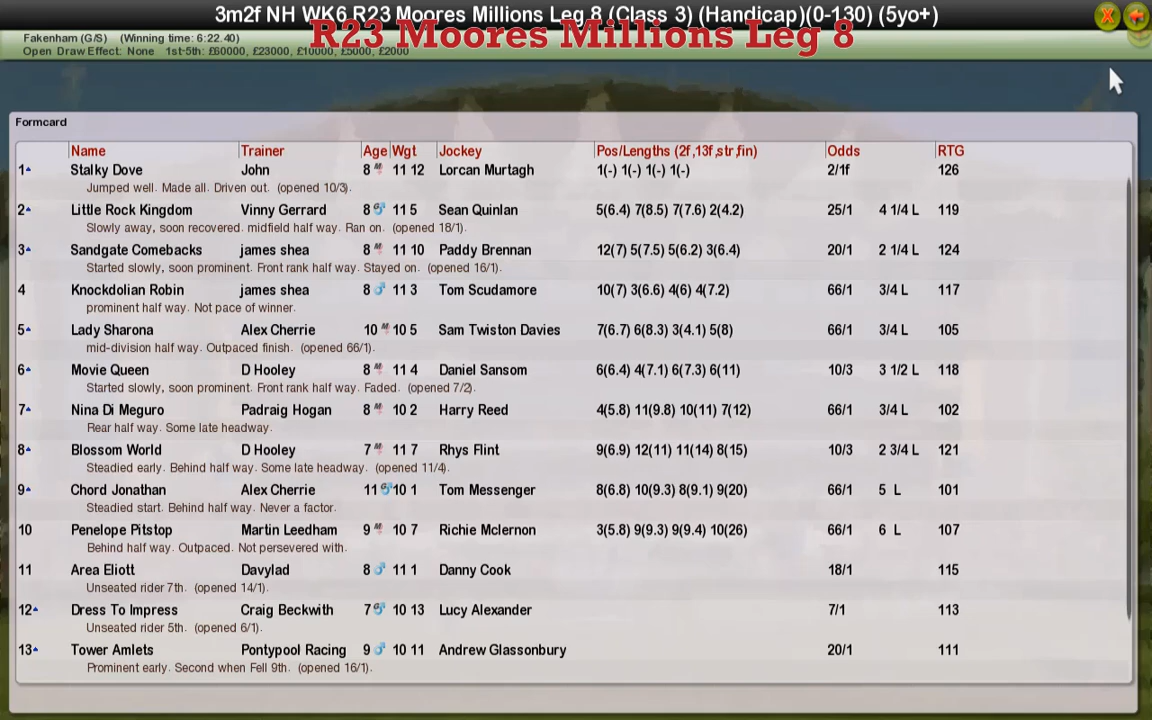 3m2f NH WK6 R23 Moores Millions Leg 8 (Class 3) (Handicap)(0-130) (5yo+)
R23 Moores Millions Leg 8
Fakenham (G/S) (Winning time: 6:22.40)
Open Draw Effect: None 1st-5th: £60000, £23000, £10000, £5000, £2000
Formcard
Name Trainer Age Wgt Jockey Pos/Lengths (2f,13f,str,fin) Odds RTG
1 Stalky Dove John 8 11 12 Lorcan Murtagh 1(-) 1(-) 1(-) 1(-) 2/1f 126
Jumped well. Made all. Driven out. (opened 10/3).
2 Little Rock Kingdom Vinny Gerrard 8 11 5 Sean Quinlan 5(6.4) 7(8.5) 7(7.6) 2(4.2) 25/1 4 1/4 L 119
Slowly away, soon recovered. midfield half way. Ran on. (opened 18/1).
3 Sandgate Comebacks james shea 8 11 10 Paddy Brennan 12(7) 5(7.5) 5(6.2) 3(6.4) 20/1 2 1/4 L 124
Started slowly, soon prominent. Front rank half way. Stayed on. (opened 16/1).
4 Knockdolian Robin james shea 8 11 3 Tom Scudamore 10(7) 3(6.6) 4(6) 4(7.2) 66/1 3/4 L 117
prominent half way. Not pace of winner.
5 Lady Sharona Alex Cherrie 10 10 5 Sam Twiston Davies 7(6.7) 6(8.3) 3(4.1) 5(8) 66/1 3/4 L 105
mid-division half way. Outpaced finish. (opened 66/1).
6 Movie Queen D Hooley 8 11 4 Daniel Sansom 6(6.4) 4(7.1) 6(7.3) 6(11) 10/3 3 1/2 L 118
Started slowly, soon prominent. Front rank half way. Faded. (opened 7/2).
7 Nina Di Meguro Padraig Hogan 8 10 2 Harry Reed 4(5.8) 11(9.8) 10(11) 7(12) 66/1 3/4 L 102
Rear half way. Some late headway.
8 Blossom World D Hooley 7 11 7 Rhys Flint 9(6.9) 12(11) 11(14) 8(15) 10/3 2 3/4 L 121
Steadied early. Behind half way. Some late headway. (opened 11/4).
9 Chord Jonathan Alex Cherrie 11 10 1 Tom Messenger 8(6.8) 10(9.3) 8(9.1) 9(20) 66/1 5 L 101
Steadied start. Behind half way. Never a factor.
10 Penelope Pitstop Martin Leedham 9 10 7 Richie Mclernon 3(5.8) 9(9.3) 9(9.4) 10(26) 66/1 6 L 107
Behind half way. Outpaced. Not persevered with.
11 Area Eliott Davylad 8 11 1 Danny Cook 18/1 115
Unseated rider 7th. (opened 14/1).
12 Dress To Impress Craig Beckwith 7 10 13 Lucy Alexander 7/1 113
Unseated rider 5th. (opened 6/1).
13 Tower Amlets Pontypool Racing 9 10 11 Andrew Glassonbury 20/1 111
Prominent early. Second when Fell 9th. (opened 16/1).